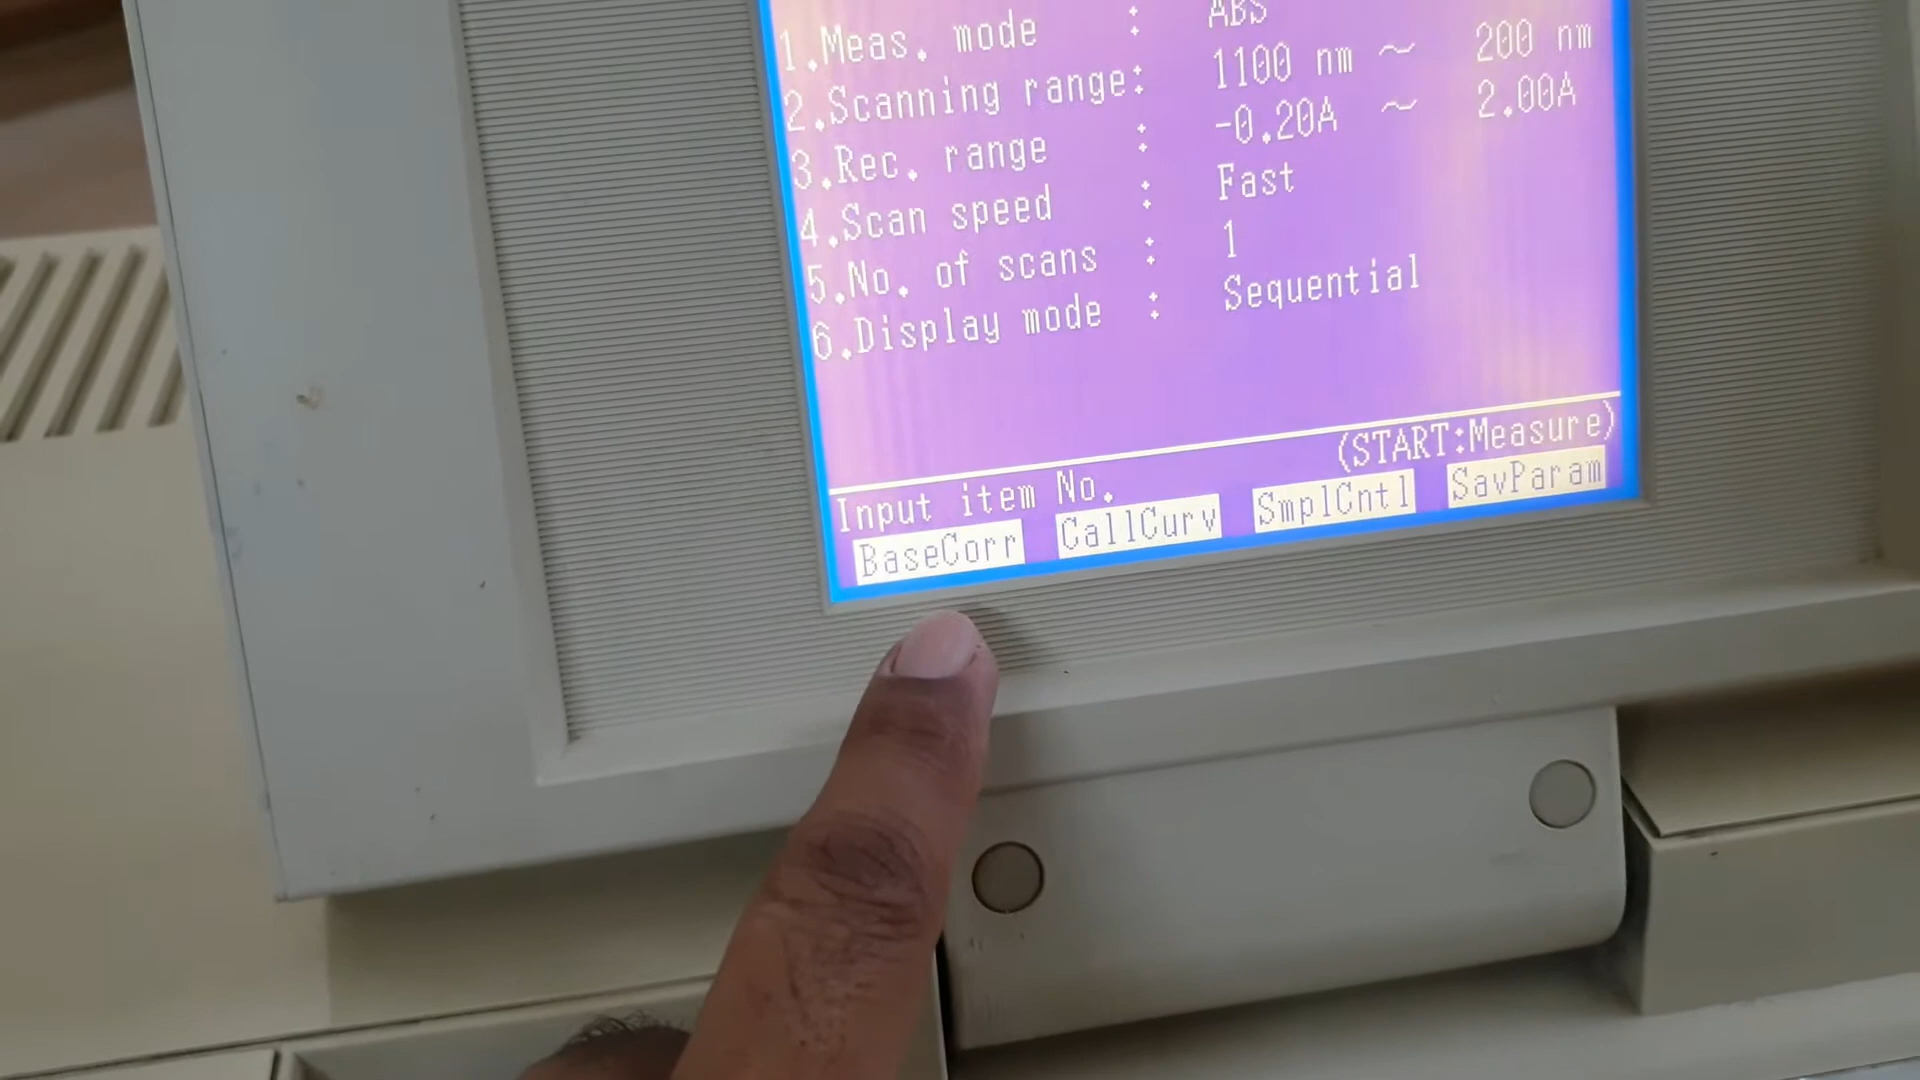 1.Meas. mode : ABS
2.Scanning range: 1100 nm ~ 200 nm
3.Rec. range : -0.20A ~ 2.00A
4.Scan speed : Fast
5.No. of scans : 1
6.Display mode : Sequential
(START:Measure)
Input item No.
BaseCorr CallCurv SmplCntl SavParam